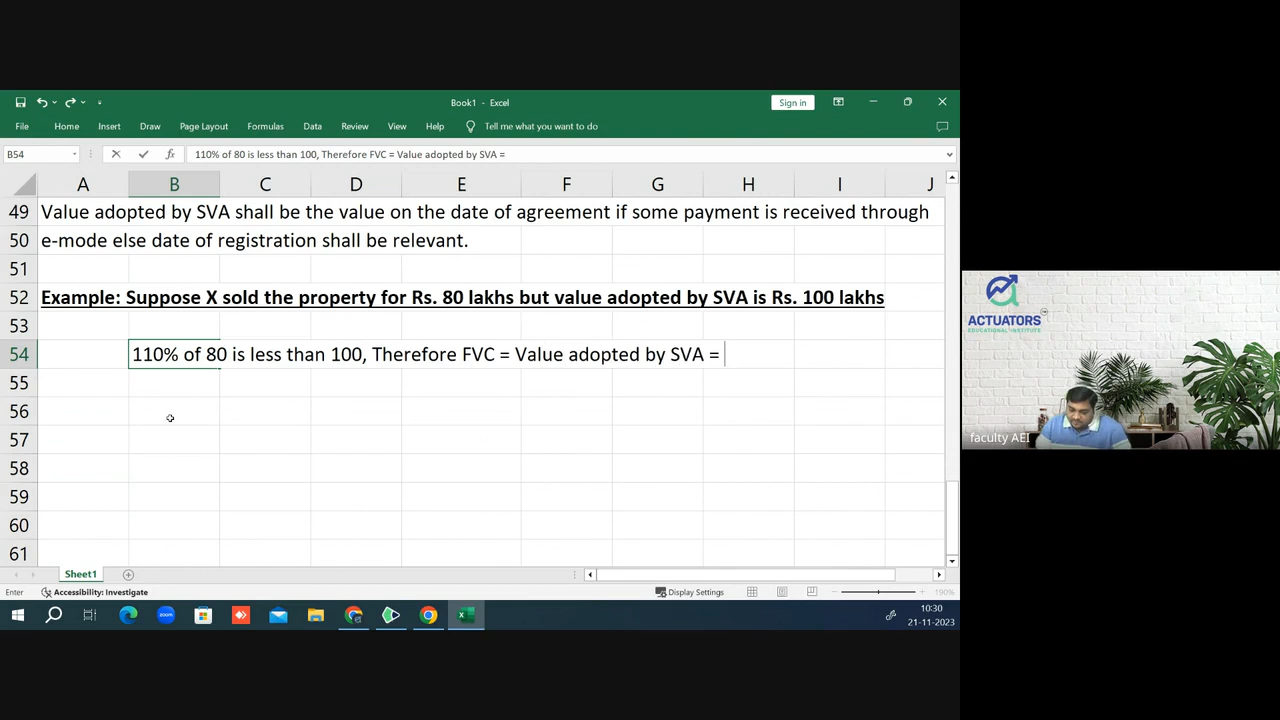 Book1 - Excel
Sign in
File Home Insert Draw Page Layout Formulas Data Review View Help Tell me what you want to do
B54 fx 110% of 80 is less than 100, Therefore FVC = Value adopted by SVA =
A B C D E F G H I J
49 Value adopted by SVA shall be the value on the date of agreement if some payment is received through
50 e-mode else date of registration shall be relevant.
51
52 Example: Suppose X sold the property for Rs. 80 lakhs but value adopted by SVA is Rs. 100 lakhs
53
54 110% of 80 is less than 100, Therefore FVC = Value adopted by SVA =
55
56
57
58
59
60
61
Sheet1
Enter Accessibility: Investigate Display Settings 190%
zoom
10:30
21-11-2023
ACTUATORS
EDUCATIONAL INSTITUTE
faculty AEI